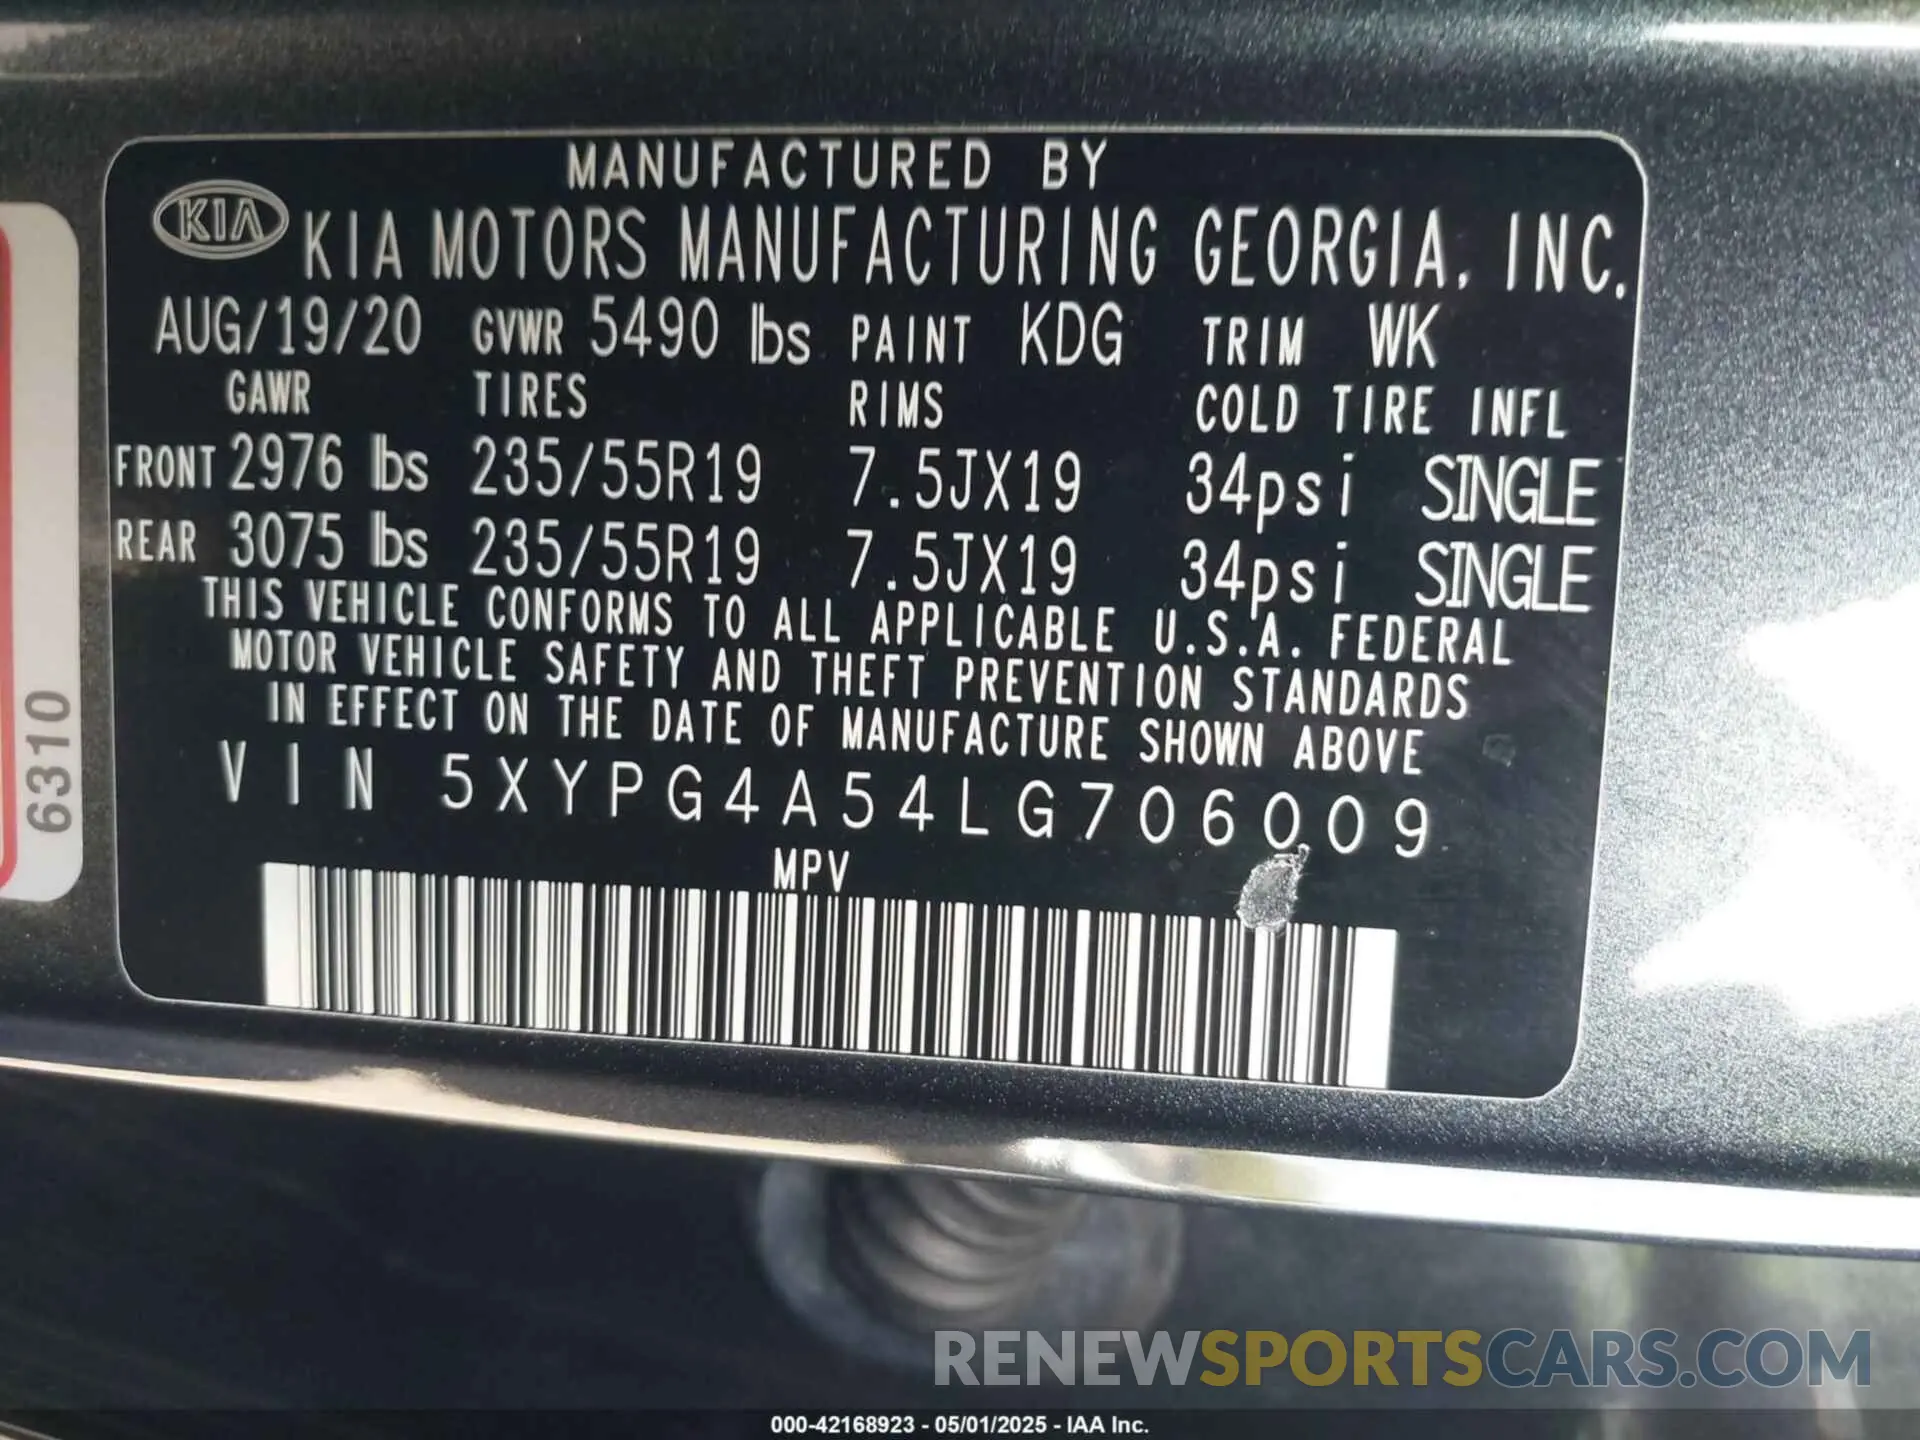 MANUFACTURED BY
KIA KIA MOTORS MANUFACTURING GEORGIA, INC.
AUG/19/20 GVWR 5490 lbs PAINT KDG TRIM WK
GAWR TIRES RIMS COLD TIRE INFL
FRONT 2976 lbs 235/55R19 7.5JX19 34psi SINGLE
REAR 3075 lbs 235/55R19 7.5JX19 34psi SINGLE
THIS VEHICLE CONFORMS TO ALL APPLICABLE U.S.A. FEDERAL
MOTOR VEHICLE SAFETY AND THEFT PREVENTION STANDARDS
IN EFFECT ON THE DATE OF MANUFACTURE SHOWN ABOVE
VIN 5XYPG4A54LG706009
MPV
6310
RENEWSPORTSCARS.COM
000-42168923 - 05/01/2025 - IAA Inc.